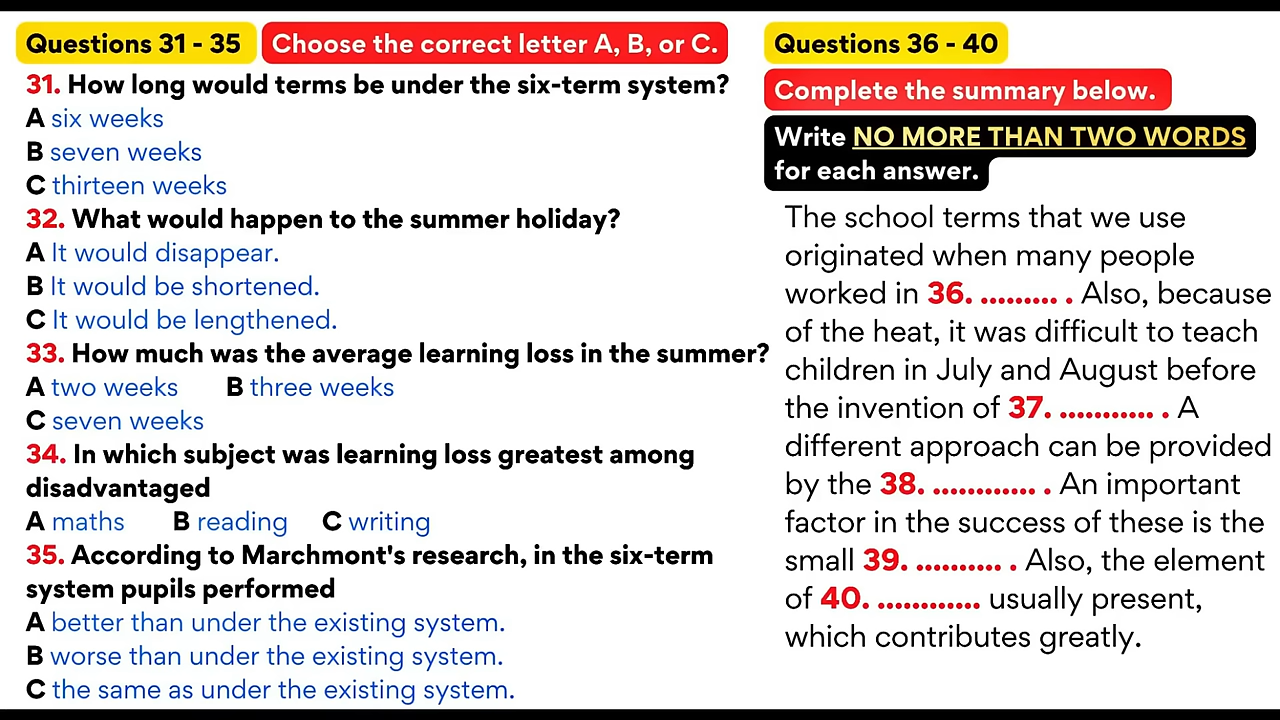 Questions 31 - 35
Choose the correct letter A, B, or C.
31. How long would terms be under the six-term system?
A six weeks
B seven weeks
C thirteen weeks
32. What would happen to the summer holiday?
A It would disappear.
B It would be shortened.
C It would be lengthened.
33. How much was the average learning loss in the summer?
A two weeks B three weeks
C seven weeks
34. In which subject was learning loss greatest among
disadvantaged
A maths B reading C writing
35. According to Marchmont's research, in the six-term
system pupils performed
A better than under the existing system.
B worse than under the existing system.
C the same as under the existing system.
Questions 36 - 40
Complete the summary below.
Write NO MORE THAN TWO WORDS
for each answer.
The school terms that we use
originated when many people
worked in 36. ......... . Also, because
of the heat, it was difficult to teach
children in July and August before
the invention of 37. ........... . A
different approach can be provided
by the 38. ............ . An important
factor in the success of these is the
small 39. .......... . Also, the element
of 40. ............ usually present,
which contributes greatly.